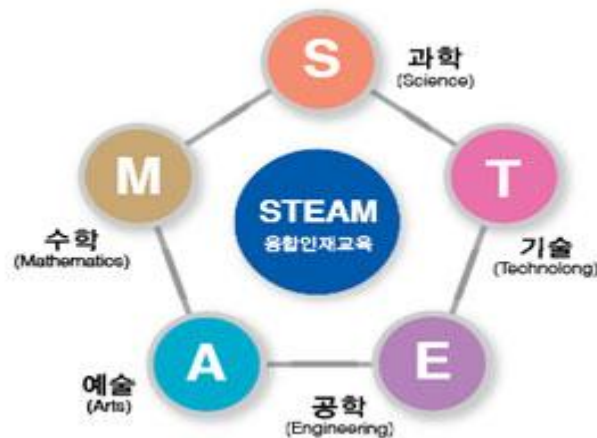 S
과학
(Science)
M
T
STEAM
융합인재교육
수학
(Mathematics)
기술
(Technolong)
A
E
예술
(Arts)
공학
(Engineering)